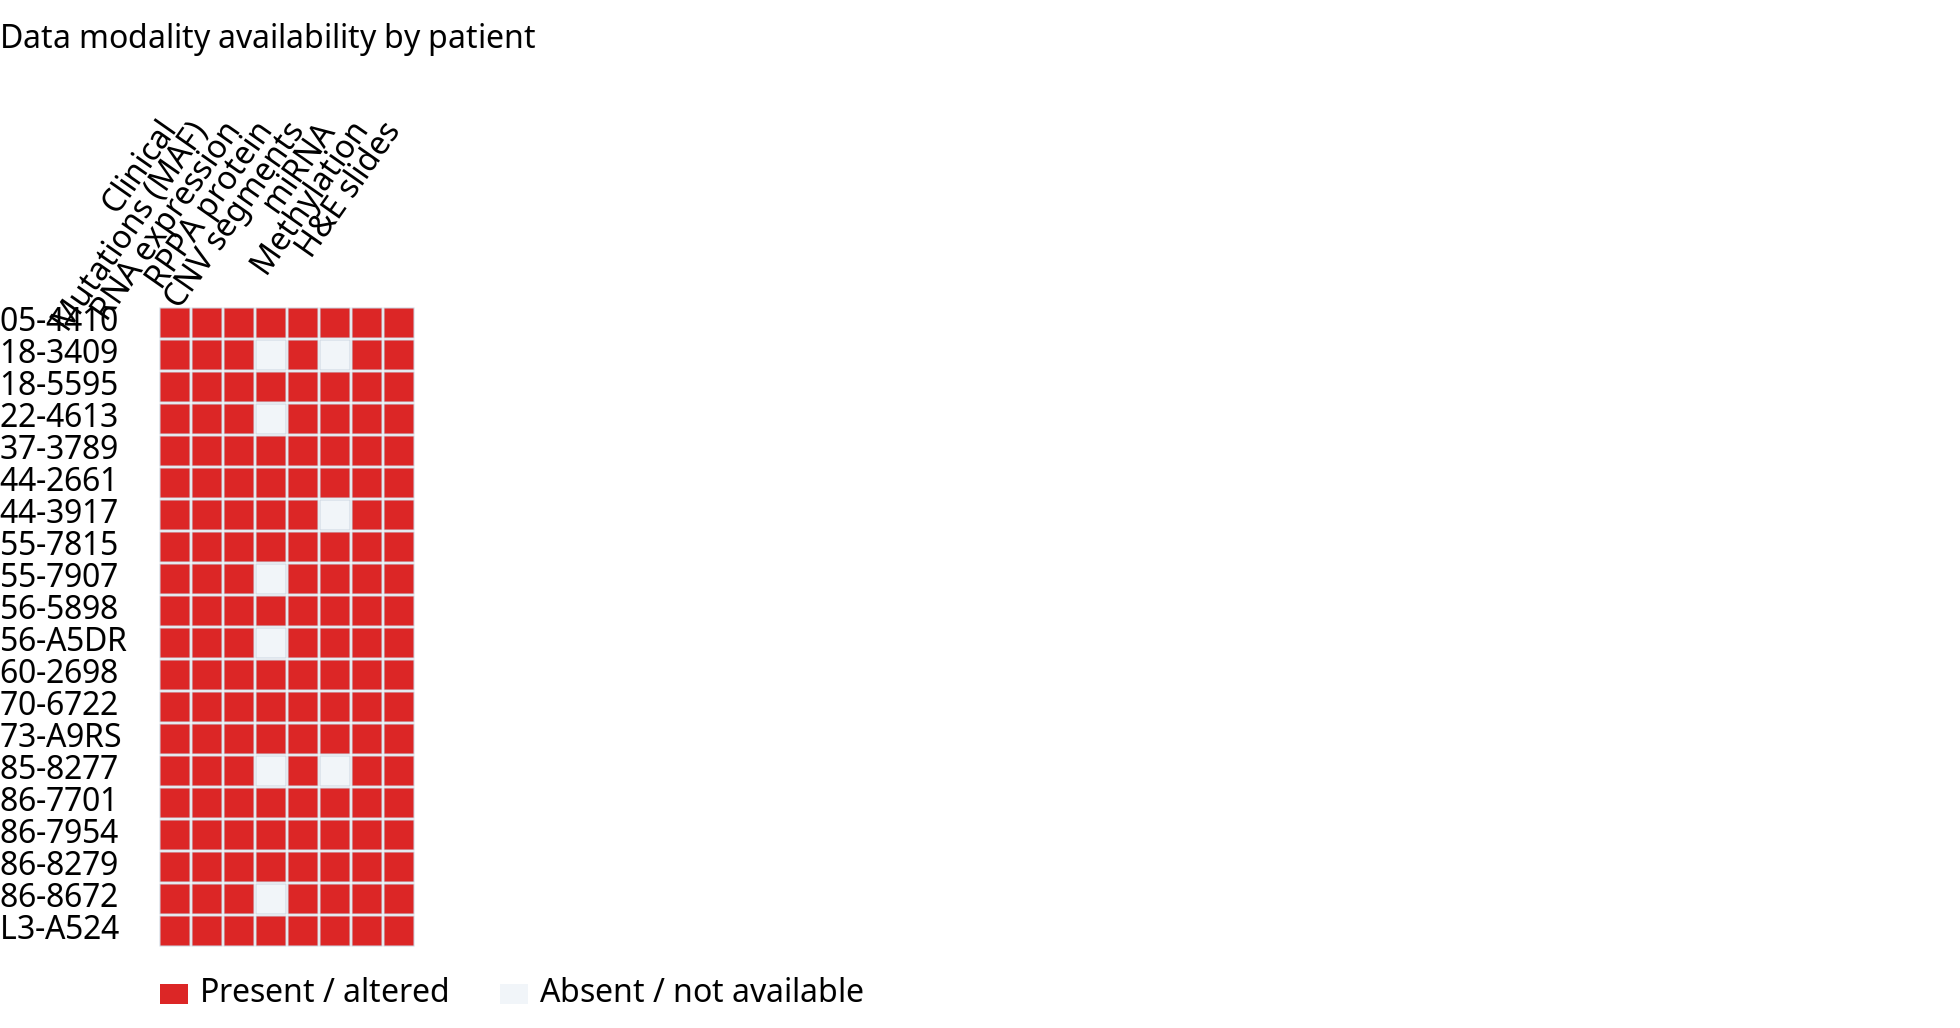 Data modality availability by patient
Clinical
Mutations (MAF)
RNA expression
RPPA protein
CNV segments
miRNA
Methylation
H&E slides
05-4410
18-3409
18-5595
22-4613
37-3789
44-2661
44-3917
55-7815
55-7907
56-5898
56-A5DR
60-2698
70-6722
73-A9RS
85-8277
86-7701
86-7954
86-8279
86-8672
L3-A524
Present / altered
Absent / not available